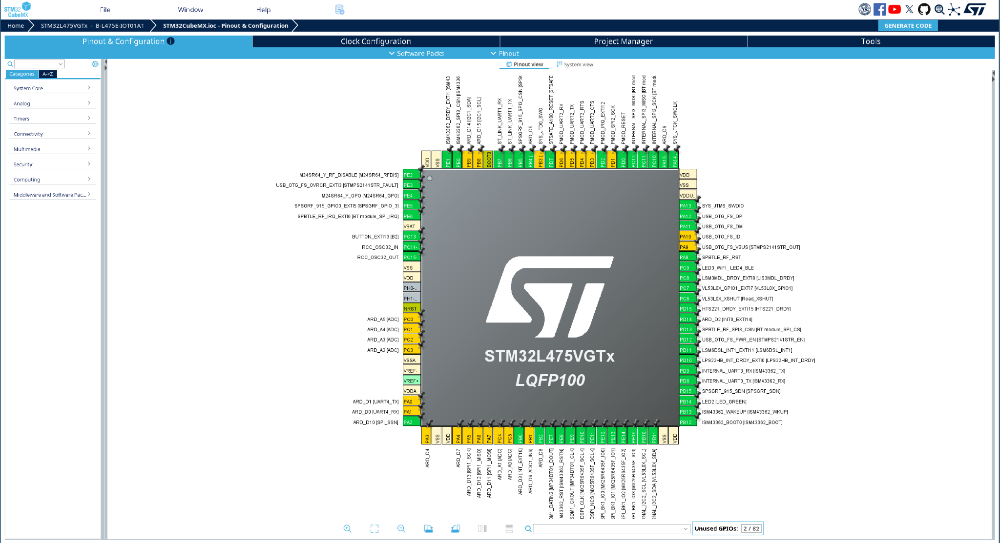 STM32
CubeMX
File
Window
Help
10
Home
STM32L475VGTx - B-L475E-IOT01A1
STM32CubeMX.ioc - Pinout & Configuration
GENERATE CODE
Pinout & Configuration
Clock Configuration
Project Manager
Tools
Software Packs
Pinout
Categories
A->Z
Pinout view
System view
System Core
Analog
Timers
Connectivity
Multimedia
Security
Computing
Middleware and Software Pac...
ISM43362_DRDY_EXTI1 [ISM43
ISM43362_SPI3_CSN [ISM4336
ARD_D14 [I2C1_SDA]
ARD_D15 [I2C1_SCL]
ST_LINK_UART1_RX
ST_LINK_UART1_TX
SPSGRF_915_SPI3_CSN [SPSG
ARD_D5
SYS_JTD0_SWO
STSAFE_A100_RESET [STSAFE
PMOD_UART2_RX
PMOD_UART2_TX
PMOD_UART2_RTS
PMOD_UART2_CTS
PMOD_IRQ_EXTI12
PMOD_SPI2_SCK
PMOD_RESET
INTERNAL_SPI3_MOSI [BT mod
INTERNAL_SPI3_MISO [BT mod
INTERNAL_SPI3_SCK [BT modu
ARD_D9
SYS_JTCK_SWCLK
VDD
VSS
PE1
PE0
PB9
PB8
BOOT0
PB7
PB6
PB5
PB4 (..
PB3 (..
PD7
PD6
PD5
PD4
PD3
PD2
PD1
PD0
PC12
PC11
PC10
PA15..
PA14..
M24SR64_Y_RF_DISABLE [M24SR64_RFDIS]
PE2
USB_OTG_FS_OVRCR_EXTI3 [STMPS2141STR_FAULT]
PE3
M24SR64_Y_GPO [M24SR64_GPO]
PE4
SPSGRF_915_GPIO3_EXTI5 [SPSGRF_GPIO_3]
PE5
SPBTLE_RF_IRQ_EXTI6 [BT module_SPI_IRQ]
PE6
VBAT
BUTTON_EXTI13 [B2]
PC13
RCC_OSC32_IN
PC14-..
RCC_OSC32_OUT
PC15-..
VSS
VDD
PH0-..
PH1-..
NRST
ARD_A5 [ADC]
PC0
ARD_A4 [ADC]
PC1
ARD_A3 [ADC]
PC2
ARD_A2 [ADC]
PC3
VSSA
VREF-
VREF+
VDDA
ARD_D1 [UART4_TX]
PA0
ARD_D0 [UART4_RX]
PA1
ARD_D10 [SPI_SSN]
PA2
STM32L475VGTx
LQFP100
VDD
VSS
VDDU..
PA13 ..
SYS_JTMS_SWDIO
PA12
USB_OTG_FS_DP
PA11
USB_OTG_FS_DM
PA10
USB_OTG_FS_ID
PA9
USB_OTG_FS_VBUS [STMPS2141STR_OUT]
PA8
SPBTLE_RF_RST
PC9
LED3_WIFI_ LED4_BLE
PC8
LSM3MDL_DRDY_EXTI8 [LIS3MDL_DRDY]
PC7
VL53L0X_GPIO1_EXTI7 [VL53L0X_GPIO1]
PC6
VL53L0X_XSHUT [Read_XSHUT]
PD15
HTS221_DRDY_EXTI15 [HTS221_DRDY]
PD14
ARD_D2 [INT0_EXTI14]
PD13
SPBTLE_RF_SPI3_CSN [BT module_SPI_CS]
PD12
USB_OTG_FS_PWR_EN [STMPS2141STR_EN]
PD11
LSM6DSL_INT1_EXTI11 [LSM6DSL_INT1]
PD10
LPS22HB_INT_DRDY_EXTI0 [LPS22HB_INT_DRDY]
PD9
INTERNAL_UART3_RX [ISM43362_TX]
PD8
INTERNAL_UART3_TX [ISM43362_RX]
PB15
SPSGRF_915_SDN [SPSGRF_SDN]
PB14
LED2 [LED_GREEN]
PB13
ISM43362_WAKEUP [ISM43362_WKUP]
PB12
ISM43362_BOOT0 [ISM43362_BOOT]
PA3
VSS
VDD
PA4
PA5
PA6
PA7
PC4
PC5
PB0
PB1
PB2
PE7
PE8
PE9
PE10
PE11
PE12
PE13
PE14
PE15
PB10
PB11
VSS
VDD
ARD_D4
ARD_D7
ARD_D13 [SPI1_SCK]
ARD_D12 [SPI1_MISO]
ARD_D11 [SPI1_MOSI]
ARD_A1 [ADC]
ARD_A0 [ADC]
ARD_D3 [INT_EXT10]
ARD_D6 [ADC1_IN6]
ARD_D8
DM1_DATIN2 [MP34DT01_DOUT]
M43362_RST [ISM43362_RSTN]
SDM1_CKOUT [MP34DT01_CLK]
DSPI_CLK [MX25R6435F_SCLK]
DSPI_NCS [MX25R6435F_SCLK]
SPI_BK1_IO0 [MX25R6435F_IO0]
SPI_BK1_IO1 [MX25R6435F_IO1]
SPI_BK1_IO2 [MX25R6435F_IO2]
SPI_BK1_IO3 [MX25R6435F_IO3]
RNAL_I2C2_SCL [VL53L0X_SCL]
RNAL_I2C2_SDA [VL53L0X_SDA]
Unused GPIOs: 2 / 82